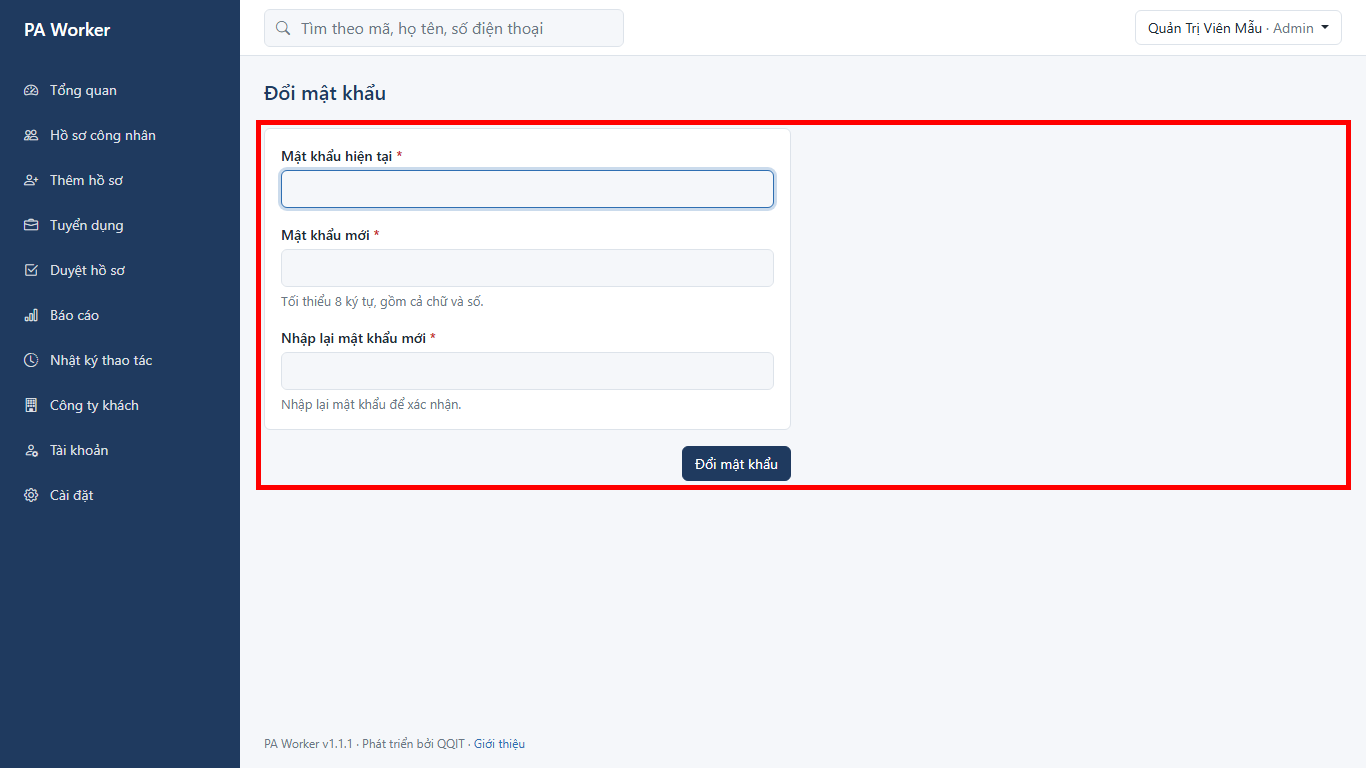 PA Worker
Tìm theo mã, họ tên, số điện thoại
Quản Trị Viên Mẫu · Admin
Tổng quan
Hồ sơ công nhân
Thêm hồ sơ
Tuyển dụng
Duyệt hồ sơ
Báo cáo
Nhật ký thao tác
Công ty khách
Tài khoản
Cài đặt
Đổi mật khẩu
Mật khẩu hiện tại *
Mật khẩu mới *
Tối thiểu 8 ký tự, gồm cả chữ và số.
Nhập lại mật khẩu mới *
Nhập lại mật khẩu để xác nhận.
Đổi mật khẩu
PA Worker v1.1.1 · Phát triển bởi QQIT · Giới thiệu